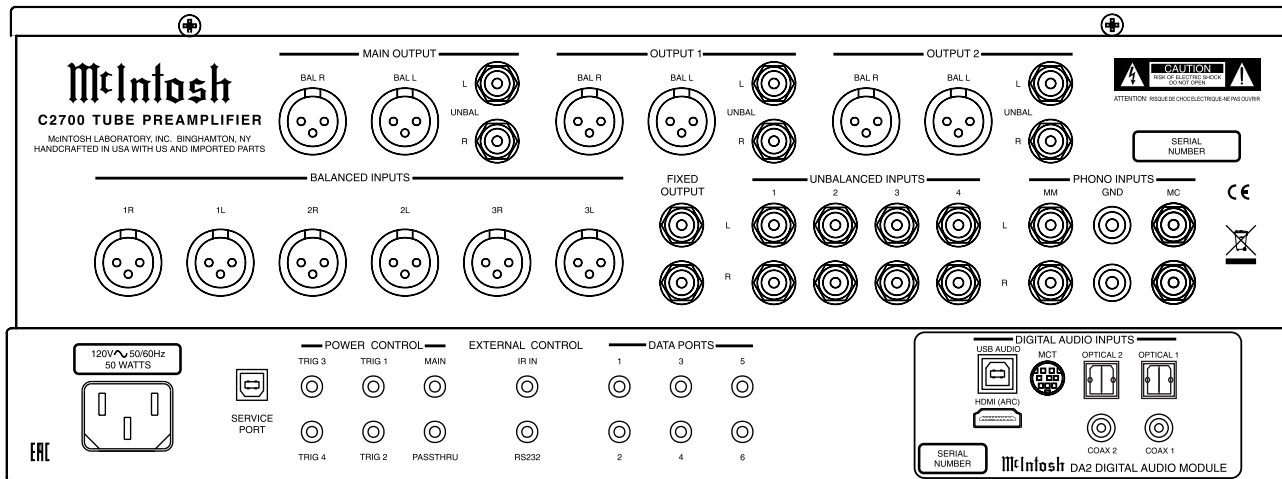 MAIN OUTPUT
OUTPUT 1
OUTPUT 2
McIntosh
C2700 TUBE PREAMPLIFIER
McINTOSH LABORATORY, INC. BINGHAMTON, NY
HANDCRAFTED IN USA WITH US AND IMPORTED PARTS
BAL R
BAL L
L
UNBAL
R
BAL R
BAL L
L
UNBAL
R
BAL R
BAL L
L
UNBAL
R
CAUTION
RISK OF ELECTRIC SHOCK
DO NOT OPEN
ATTENTION: RISQUE DE CHOC ELECTRIQUE-NE PAS OUVRIR
SERIAL
NUMBER
BALANCED INPUTS
1R 1L 2R 2L 3R 3L
FIXED
OUTPUT
UNBALANCED INPUTS
1 2 3 4
L
R
PHONO INPUTS
MM GND MC
L
R
CE
120V 50/60Hz
50 WATTS
EAC
SERVICE
PORT
POWER CONTROL
TRIG 3 TRIG 1 MAIN
TRIG 4 TRIG 2 PASSTHRU
EXTERNAL CONTROL
IR IN
RS232
DATA PORTS
1 3 5
2 4 6
DIGITAL AUDIO INPUTS
USB AUDIO MCT OPTICAL 2 OPTICAL 1
HDMI (ARC)
COAX 2 COAX 1
SERIAL
NUMBER
McIntosh DA2 DIGITAL AUDIO MODULE